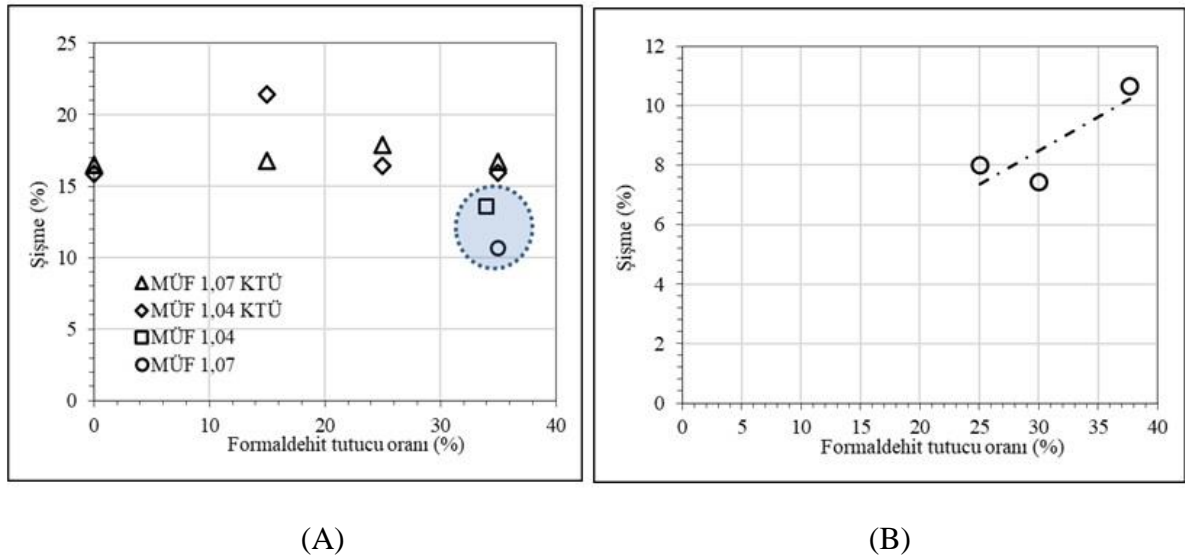 25
20
15
10
5
0
Şişme (%)
0
10
20
30
40
Formaldehit tutucu oranı (%)
MÜF 1,07 KTÜ
MÜF 1,04 KTÜ
MÜF 1,04
MÜF 1,07
(A)
12
10
8
6
4
2
0
Şişme (%)
0
5
10
15
20
25
30
35
40
Formaldehit tutucu oranı (%)
(B)